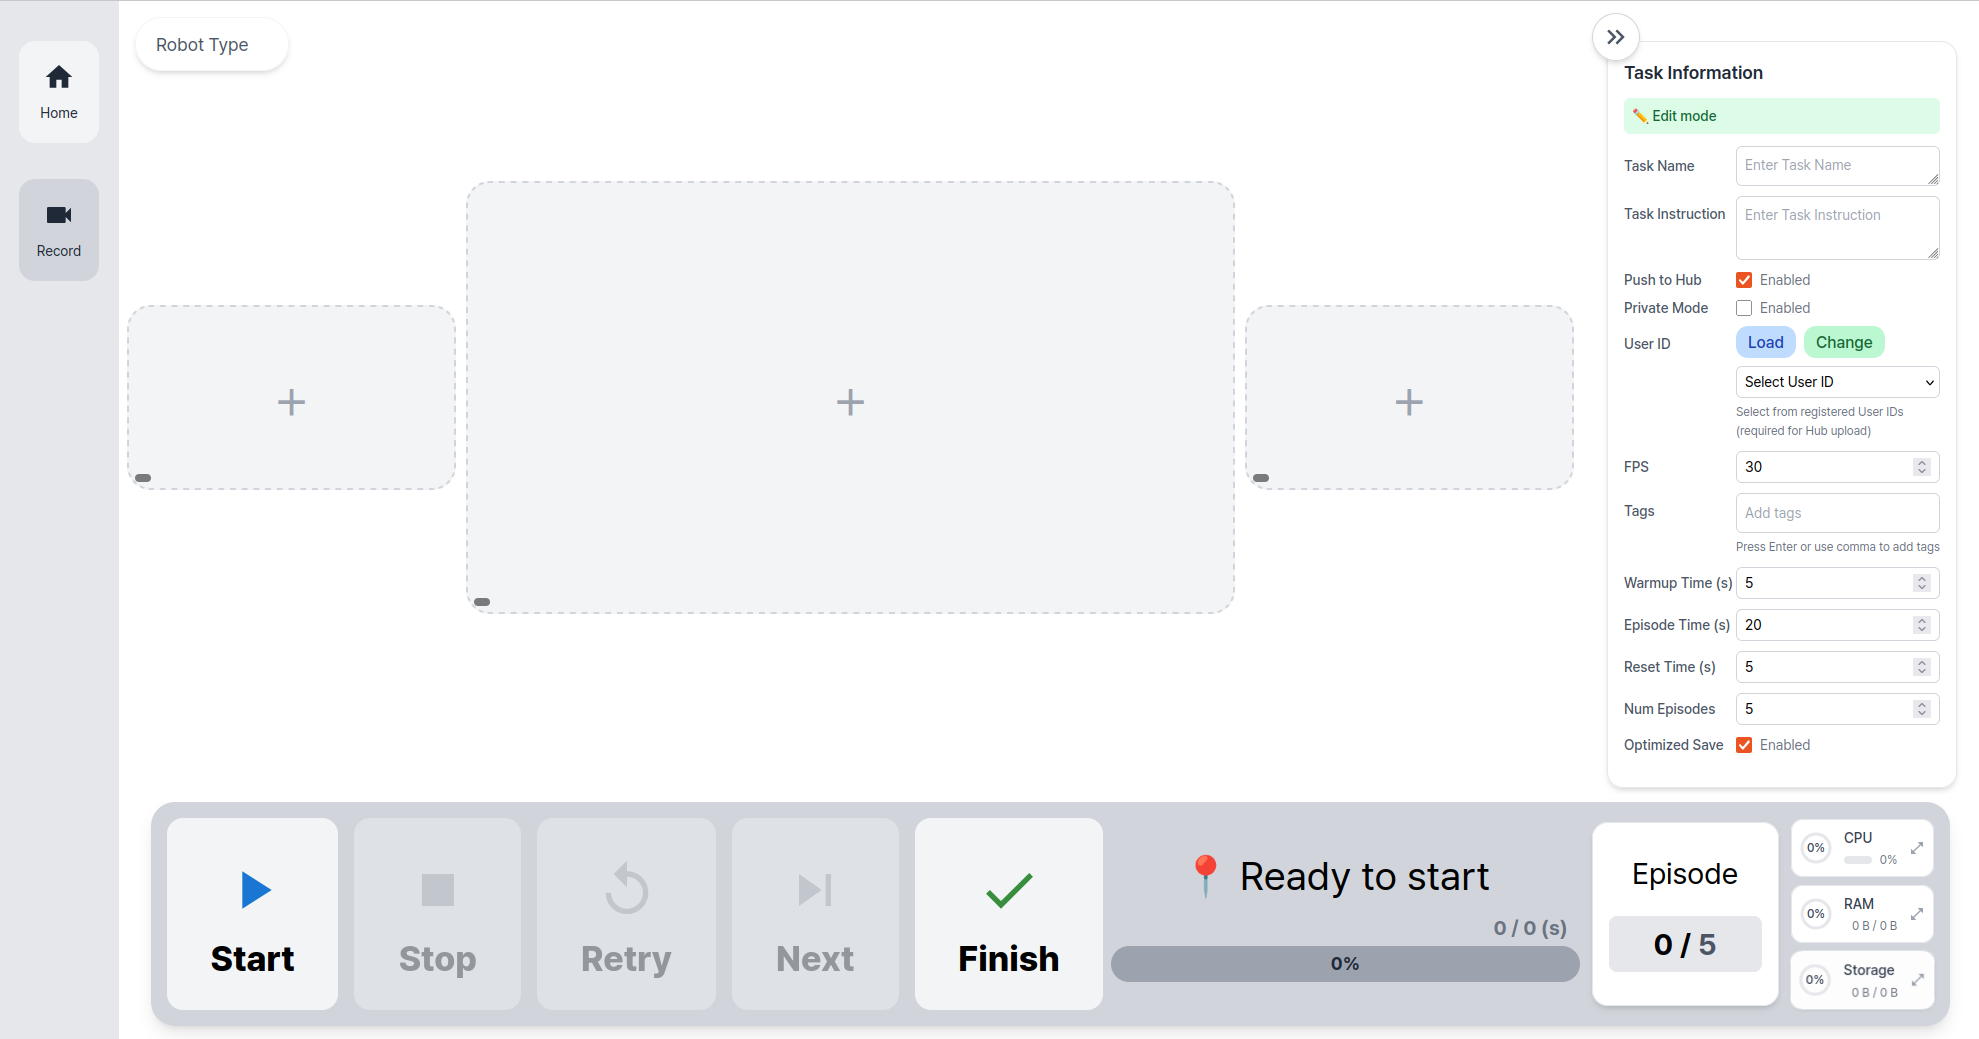 Home
Record
Robot Type
Task Information
✏️ Edit mode
Task Name
Enter Task Name
Task Instruction
Enter Task Instruction
Push to Hub
Enabled
Private Mode
Enabled
User ID
Load
Change
Select User ID
Select from registered User IDs
(required for Hub upload)
FPS
30
Tags
Add tags
Press Enter or use comma to add tags
Warmup Time (s)
5
Episode Time (s)
20
Reset Time (s)
5
Num Episodes
5
Optimized Save
Enabled
Start
Stop
Retry
Next
Finish
📍 Ready to start
0 / 0 (s)
0%
Episode
0 / 5
0%
CPU
0%
0%
RAM
0 B / 0 B
0%
Storage
0 B / 0 B